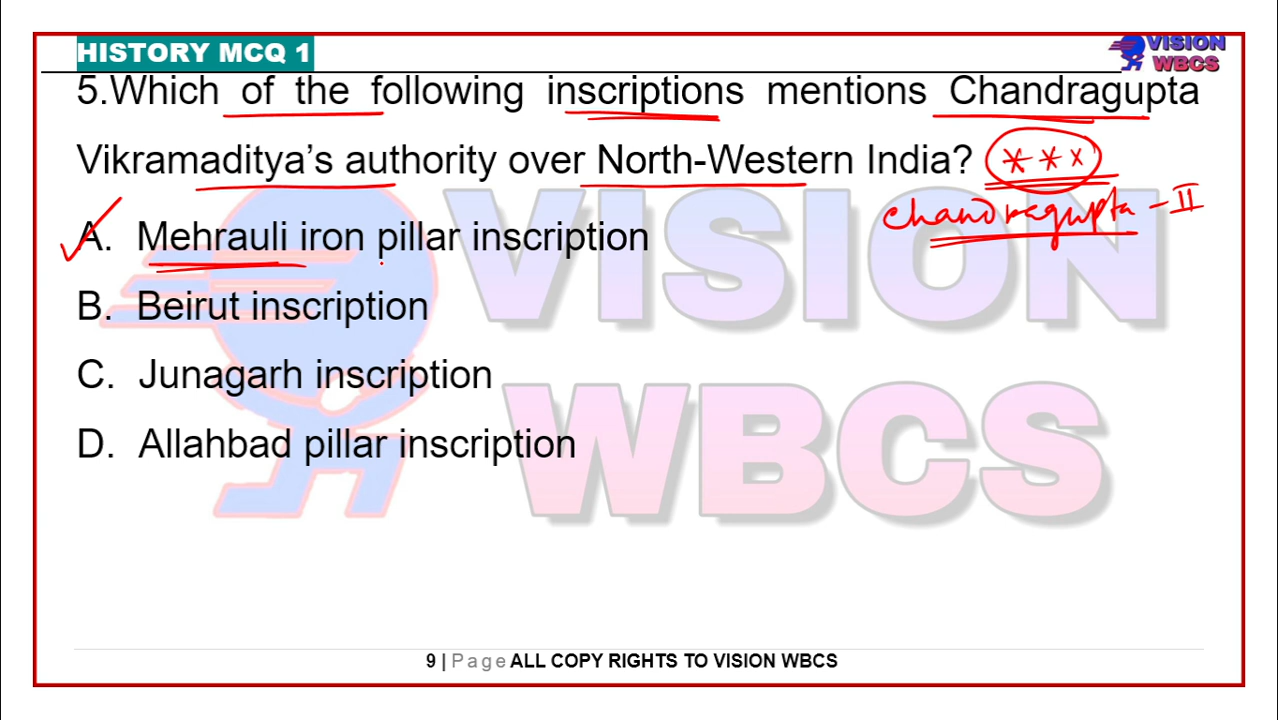 HISTORY MCQ 1
VISION
WBCS
5.Which of the following inscriptions mentions Chandragupta
Vikramaditya's authority over North-Western India? ***
Chandragupta - II
A. Mehrauli iron pillar inscription
B. Beirut inscription
C. Junagarh inscription
D. Allahbad pillar inscription
VISION
WBCS
9 | Page ALL COPY RIGHTS TO VISION WBCS